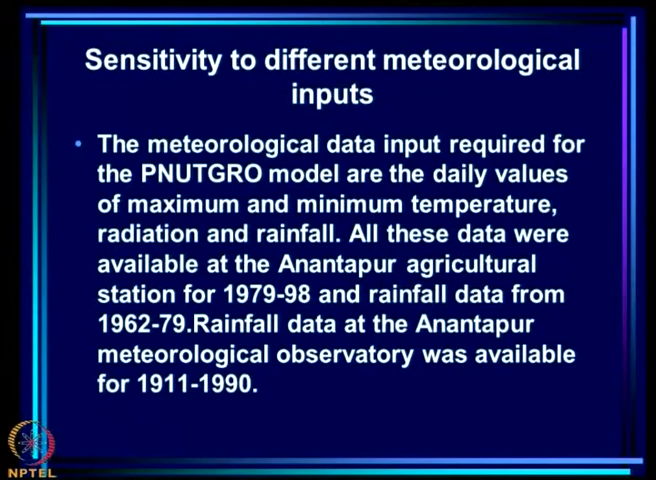 Sensitivity to different meteorological
inputs
• The meteorological data input required for
the PNUTGRO model are the daily values
of maximum and minimum temperature,
radiation and rainfall. All these data were
available at the Anantapur agricultural
station for 1979-98 and rainfall data from
1962-79.Rainfall data at the Anantapur
meteorological observatory was available
for 1911-1990.
NPTEL